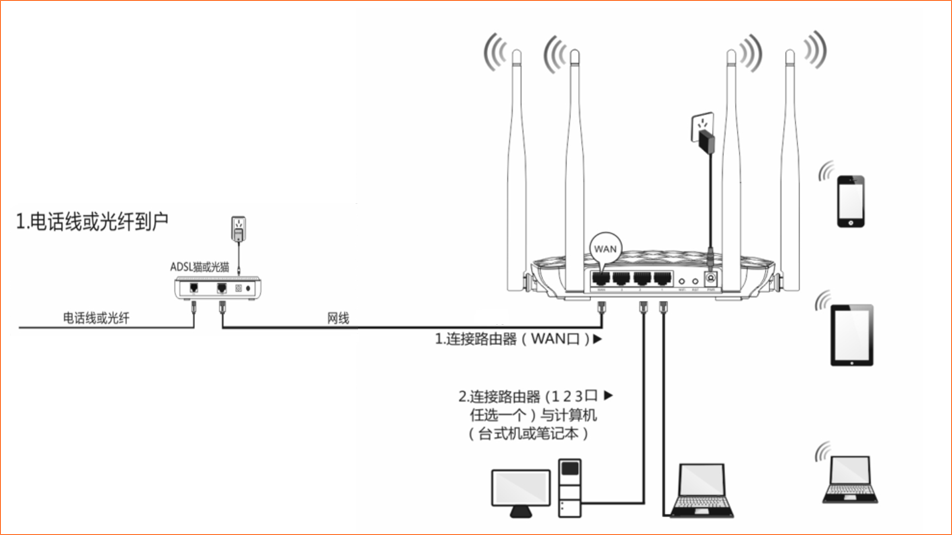 1.电话线或光纤到户
ADSL猫或光猫
电话线或光纤
网线
WAN
1.连接路由器（WAN口）▶
2.连接路由器（1 2 3口 ▶
任选一个）与计算机
（台式机或笔记本）